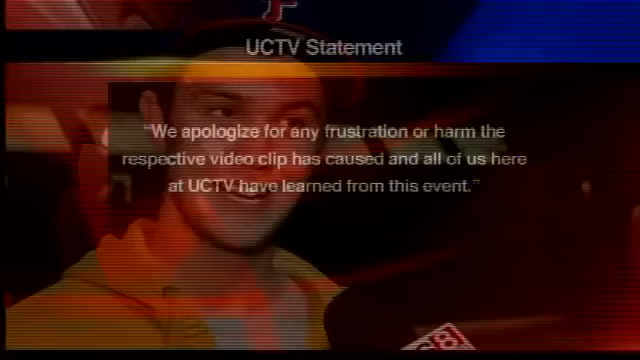 UCTV Statement
"We apologize for any frustration or harm the
respective video clip has caused and all of us here
at UCTV have learned from this event."